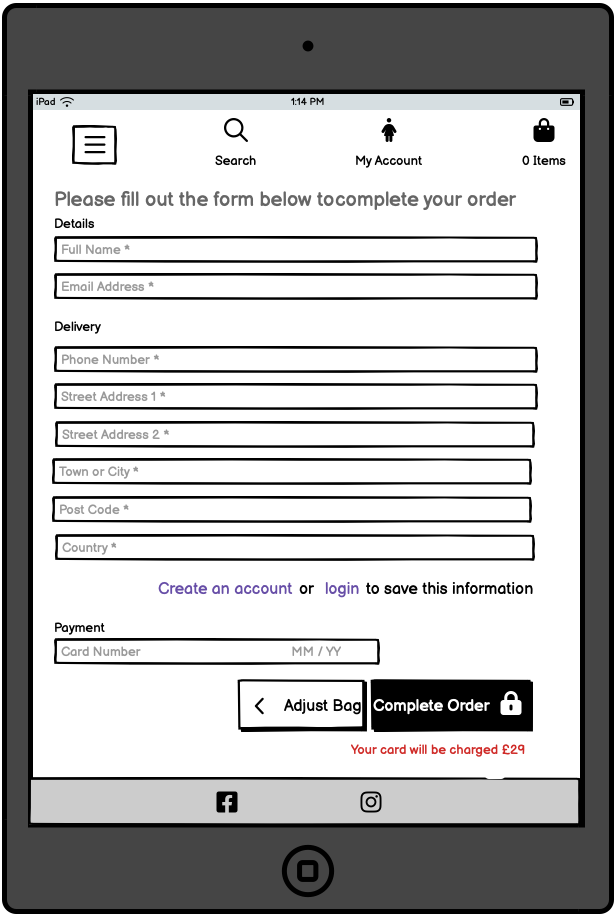 iPad 1:14 PM
Search My Account 0 Items
Please fill out the form below tocomplete your order
Details
Full Name *
Email Address *
Delivery
Phone Number *
Street Address 1 *
Street Address 2 *
Town or City *
Post Code *
Country *
Create an account or login to save this information
Payment
Card Number MM / YY
Adjust Bag Complete Order
Your card will be charged £29